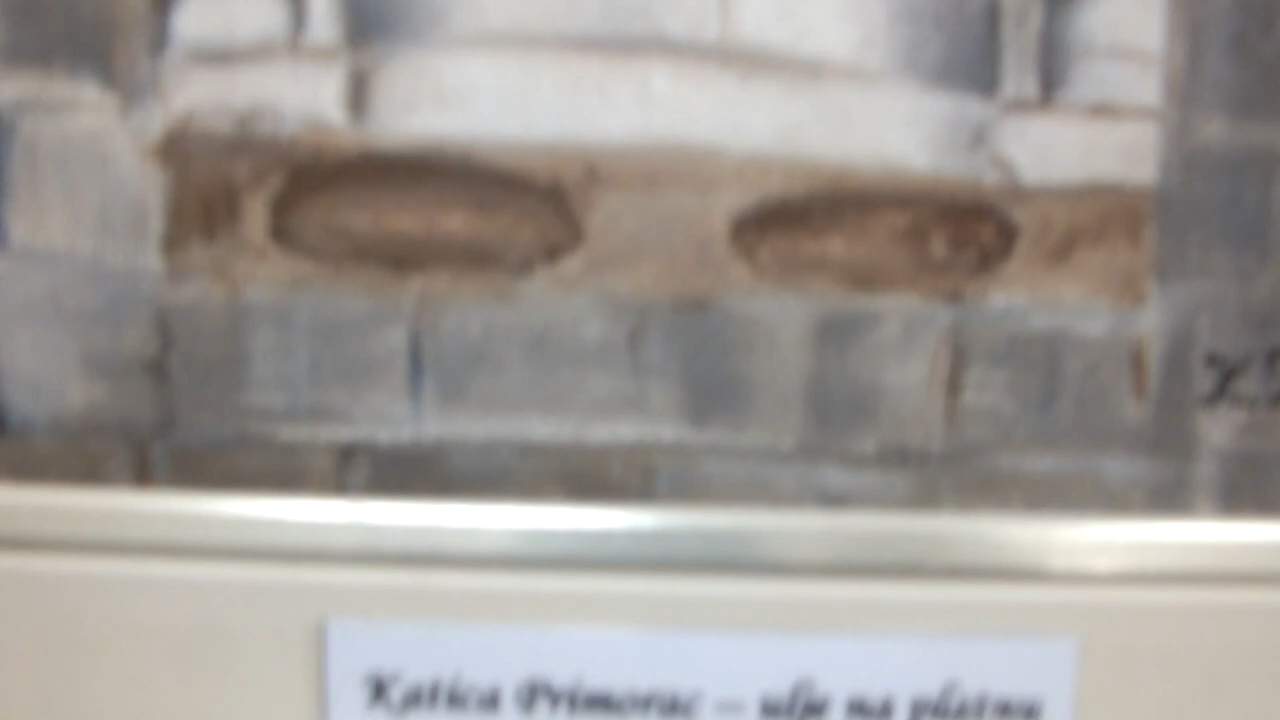 Katica Primorac – ulje na platnu